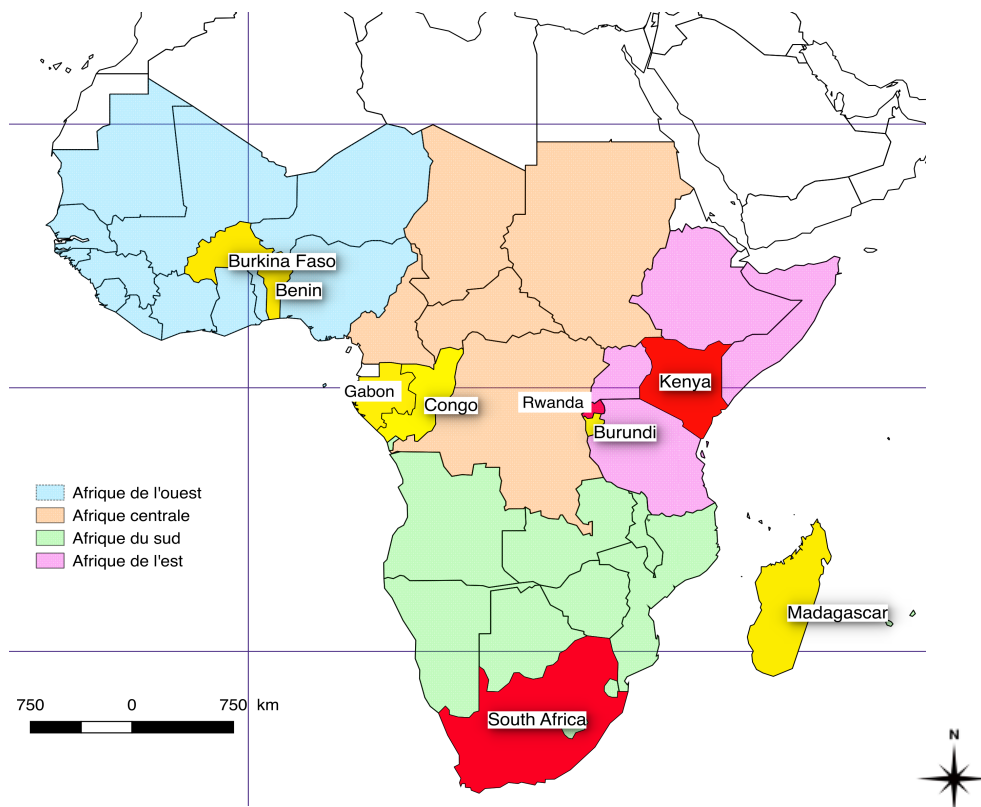 Burkina Faso
Benin
Gabon
Kenya
Congo
Rwanda
Burundi
Afrique de l'ouest
Afrique centrale
Afrique du sud
Afrique de l'est
Madagascar
750 0 750 km
South Africa
N